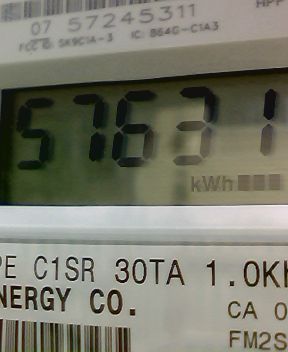 07 57245311
FCC ID: SK9C1A-3 IC: 864G-C1A3
57631
kWh
PE C1SR 30TA 1.0Kh
NERGY CO.
CA 0
FM2S